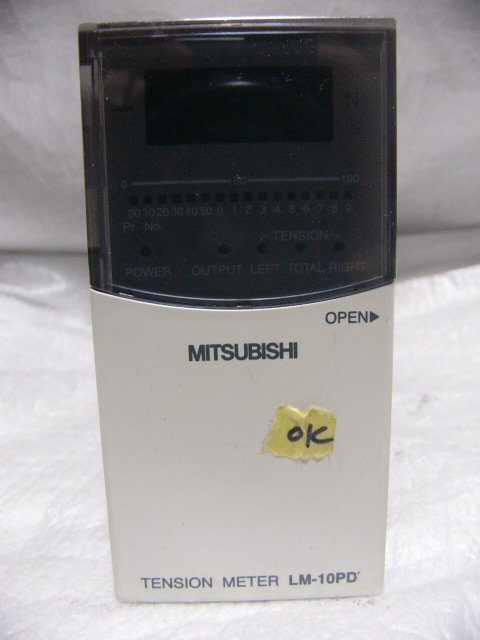 0 50 100
00 10 20 30 40 50 0 1 2 3 4 5 6 7 8 9
Pr. No.
TENSION
POWER OUTPUT LEFT TOTAL RIGHT
OPEN▶
MITSUBISHI
OK
TENSION METER LM-10PD